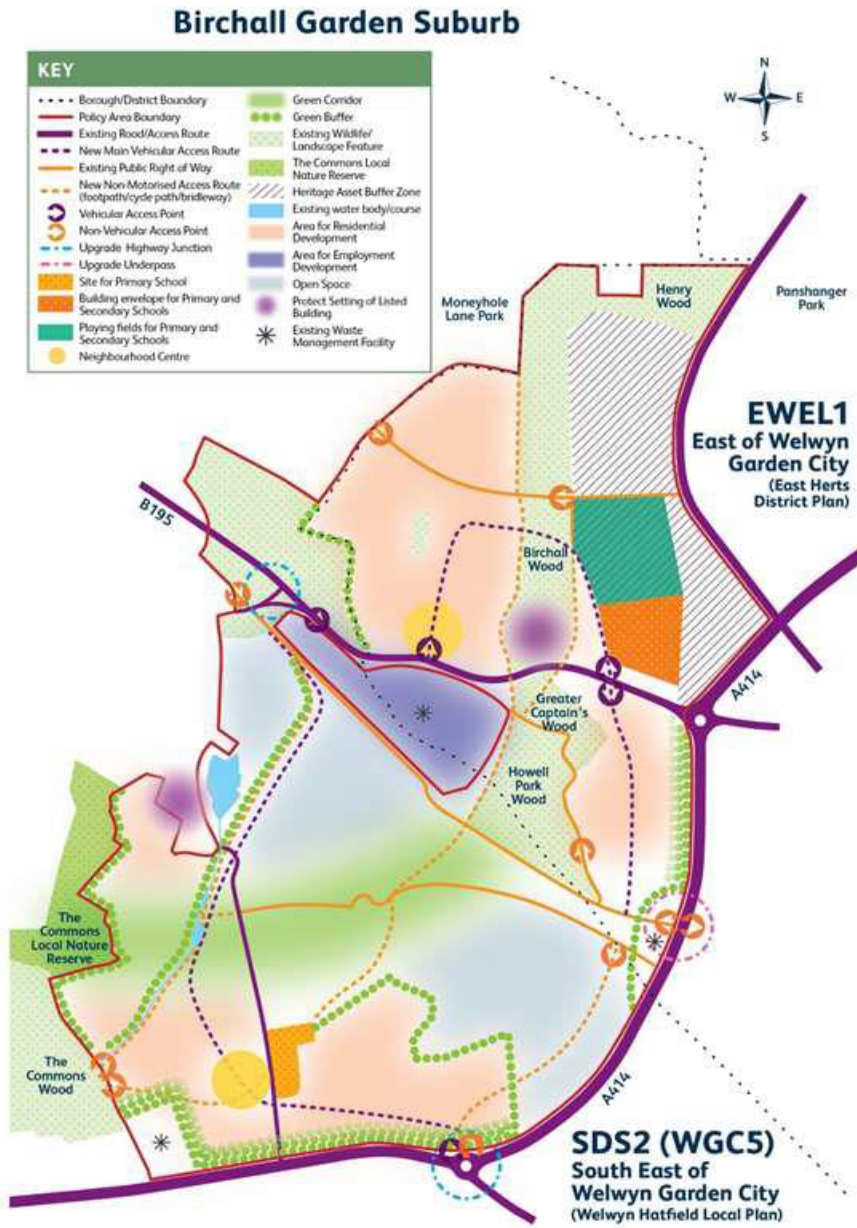 Birchall Garden Suburb
KEY
Borough/District Boundary
Policy Area Boundary
Existing Road/Access Route
New Main Vehicular Access Route
Existing Public Right of Way
New Non-Motorised Access Route
(footpath/cycle path/bridleway)
Vehicular Access Point
Non-Vehicular Access Point
Upgrade Highway Junction
Upgrade Underpass
Site for Primary School
Building envelope for Primary and
Secondary Schools
Playing fields for Primary and
Secondary Schools
Neighbourhood Centre
Green Corridor
Green Buffer
Existing Wildlife/
Landscape Feature
The Commons Local
Nature Reserve
Heritage Asset Buffer Zone
Existing water body/course
Area for Residential
Development
Area for Employment
Development
Open Space
Protect Setting of Listed
Building
Existing Waste
Management Facility
N
W
E
S
Moneyhole
Lane Park
Henry
Wood
Panshanger
Park
EWEL1
East of Welwyn
Garden City
(East Herts
District Plan)
B195
Birchall
Wood
A414
Greater
Captain's
Wood
Howell
Park
Wood
The
Commons
Local Nature
Reserve
The
Commons
Wood
A414
SDS2 (WGC5)
South East of
Welwyn Garden City
(Welwyn Hatfield Local Plan)